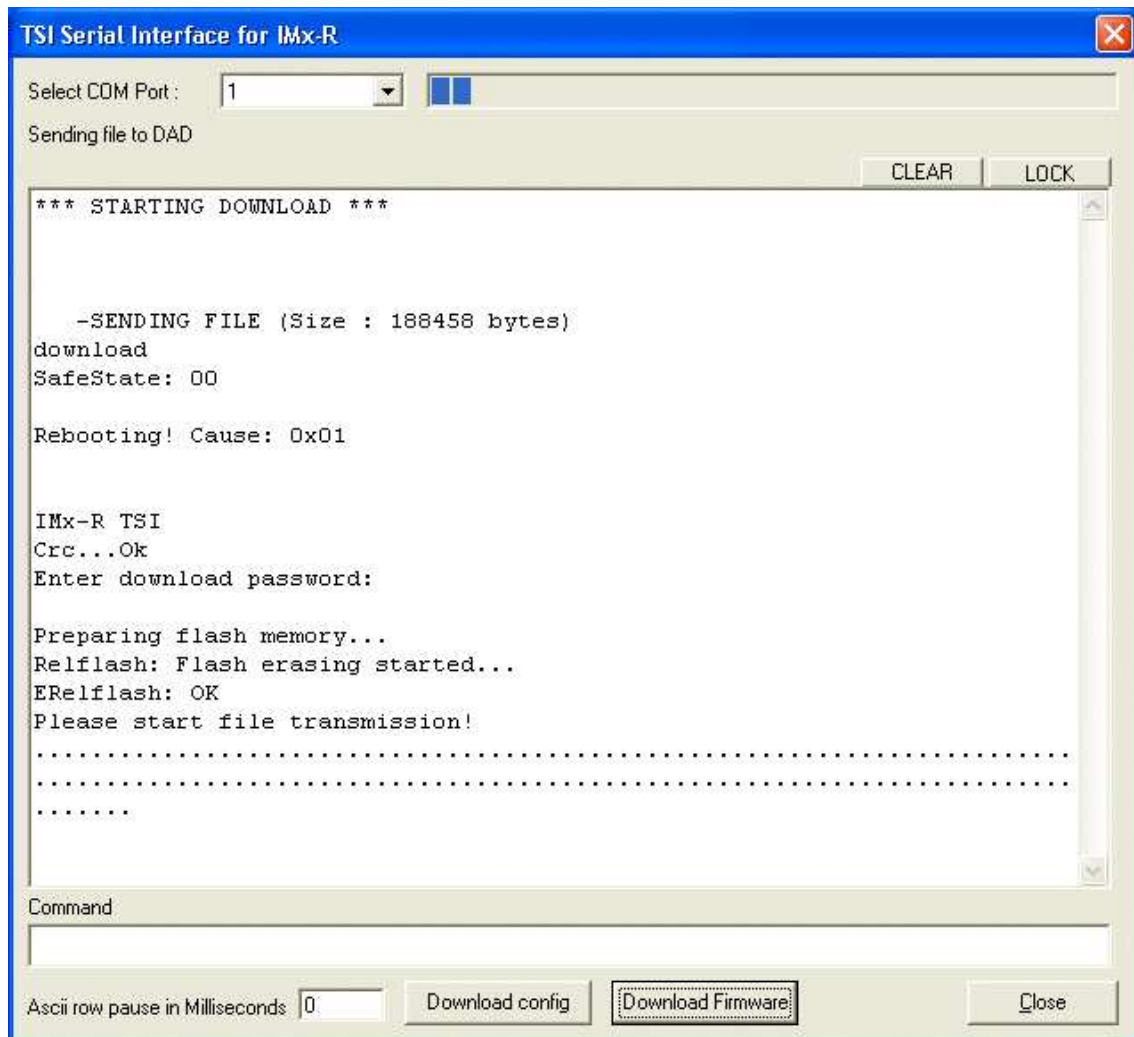 TSI Serial Interface for IMx-R
Select COM Port : 1
Sending file to DAD
CLEAR LOCK
*** STARTING DOWNLOAD ***
-SENDING FILE (Size : 188458 bytes)
download
SafeState: 00
Rebooting! Cause: 0x01
IMx-R TSI
Crc...Ok
Enter download password:
Preparing flash memory...
Relflash: Flash erasing started...
ERelflash: OK
Please start file transmission!
..................................................................
..................................................................
.......
Command
Ascii row pause in Milliseconds 0 Download config Download Firmware Close